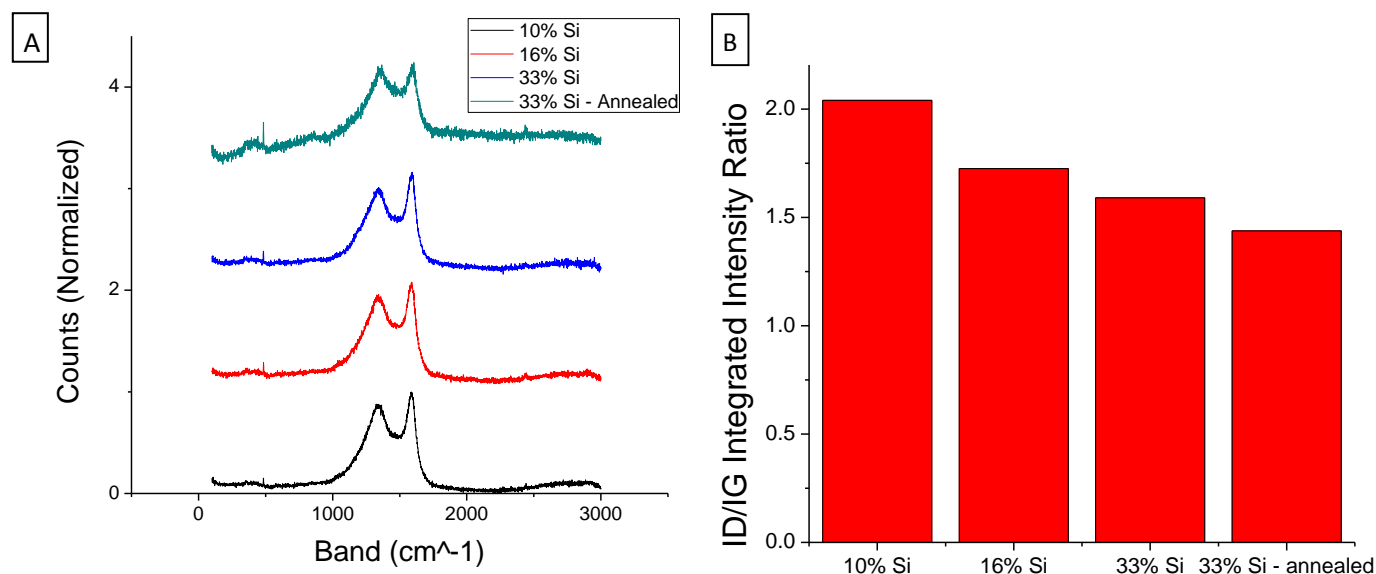 A
10% Si
16% Si
33% Si
33% Si - Annealed
Counts (Normalized)
4
2
0
0
1000
2000
3000
Band (cm^-1)
B
ID/IG Integrated Intensity Ratio
2.0
1.5
1.0
0.5
0.0
10% Si
16% Si
33% Si
33% Si - annealed